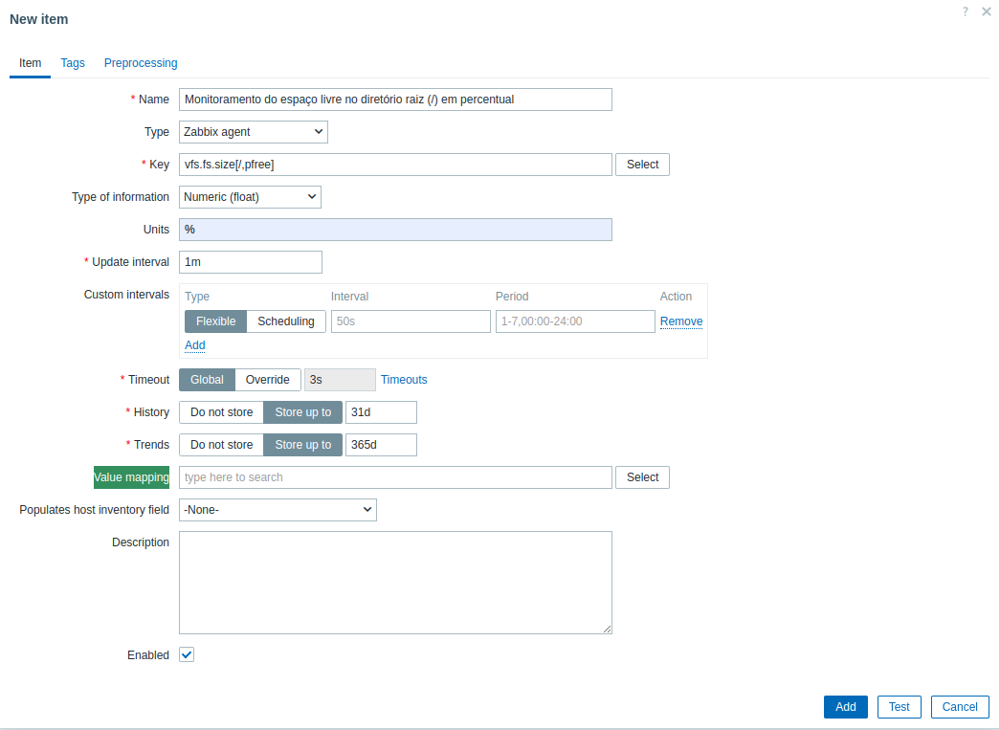 New item
?
Item Tags Preprocessing
* Name Monitoramento do espaço livre no diretório raiz (/) em percentual
Type Zabbix agent
* Key vfs.fs.size[/,pfree] Select
Type of information Numeric (float)
Units %
* Update interval 1m
Custom intervals Type Interval Period Action
Flexible Scheduling 50s 1-7,00:00-24:00 Remove
Add
* Timeout Global Override 3s Timeouts
* History Do not store Store up to 31d
* Trends Do not store Store up to 365d
Value mapping type here to search Select
Populates host inventory field -None-
Description
Enabled
Add Test Cancel